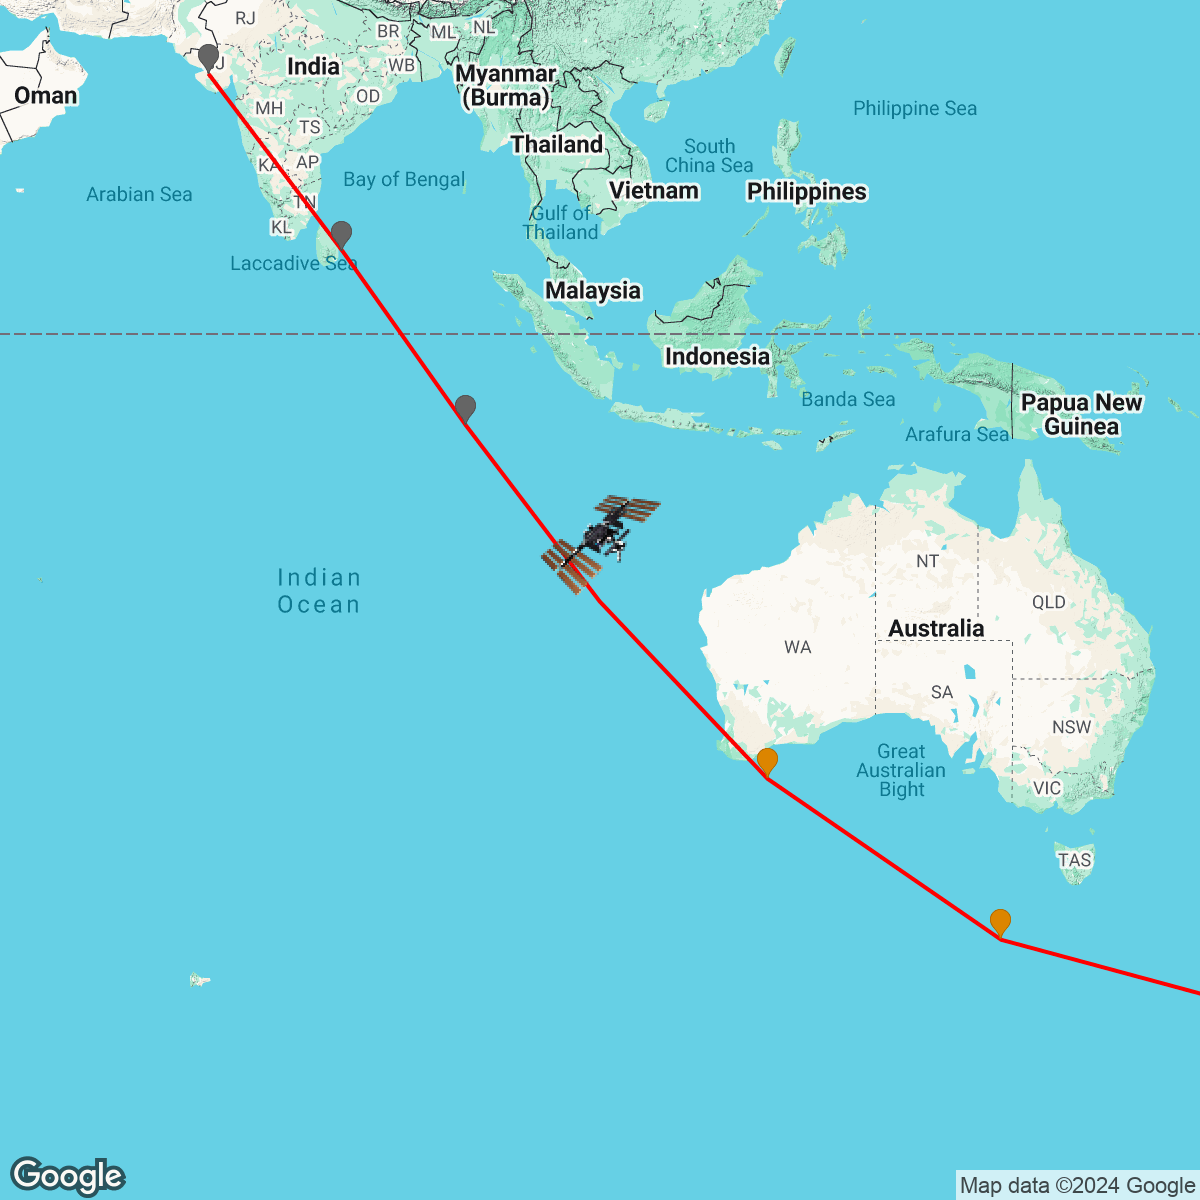 RJ
BR
ML
NL
GJ
India
WB
Oman
Myanmar
(Burma)
MH
OD
Philippine Sea
TS
Thailand
South
China Sea
KA
AP
Arabian Sea
Bay of Bengal
Vietnam
Philippines
TN
Gulf of
Thailand
KL
Laccadive Sea
Malaysia
Indonesia
Banda Sea
Papua New
Guinea
Arafura Sea
Indian
Ocean
NT
QLD
Australia
WA
SA
NSW
Great
Australian
Bight
VIC
TAS
Google
Map data ©2024 Google